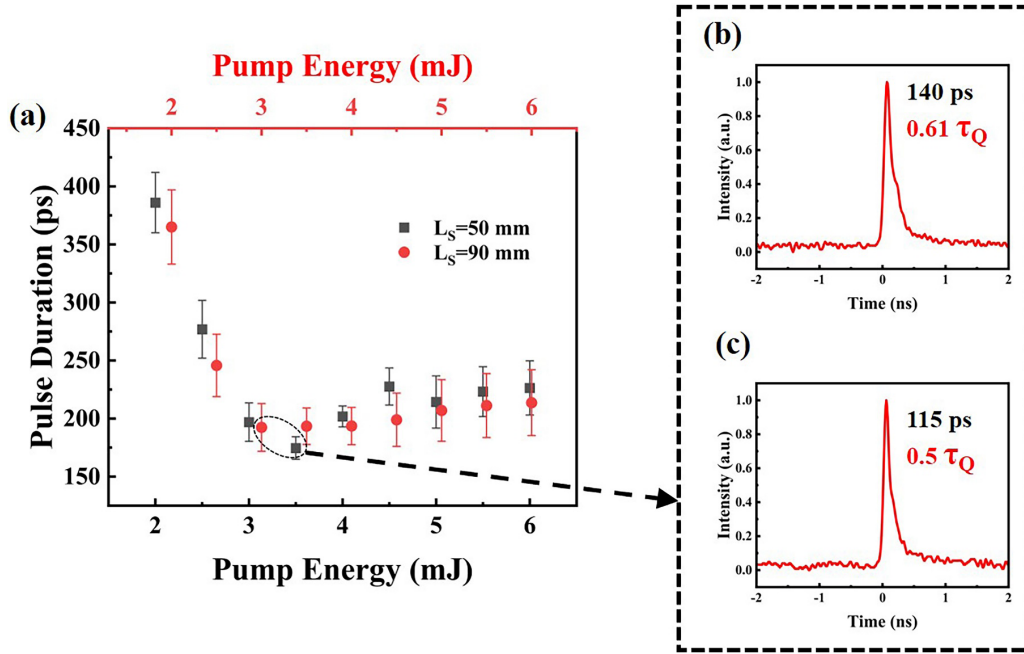 (a)
Pump Energy (mJ)
2 3 4 5 6
450
400
350
300
250
200
150
Pulse Duration (ps)
L_S=50 mm
L_S=90 mm
2 3 4 5 6
Pump Energy (mJ)
(b)
140 ps
0.61 τ_Q
1.0
0.8
0.6
0.4
0.2
0.0
Intensity (a.u.)
-2 -1 0 1 2
Time (ns)
(c)
115 ps
0.5 τ_Q
1.0
0.8
0.6
0.4
0.2
0.0
Intensity (a.u.)
-2 -1 0 1 2
Time (ns)